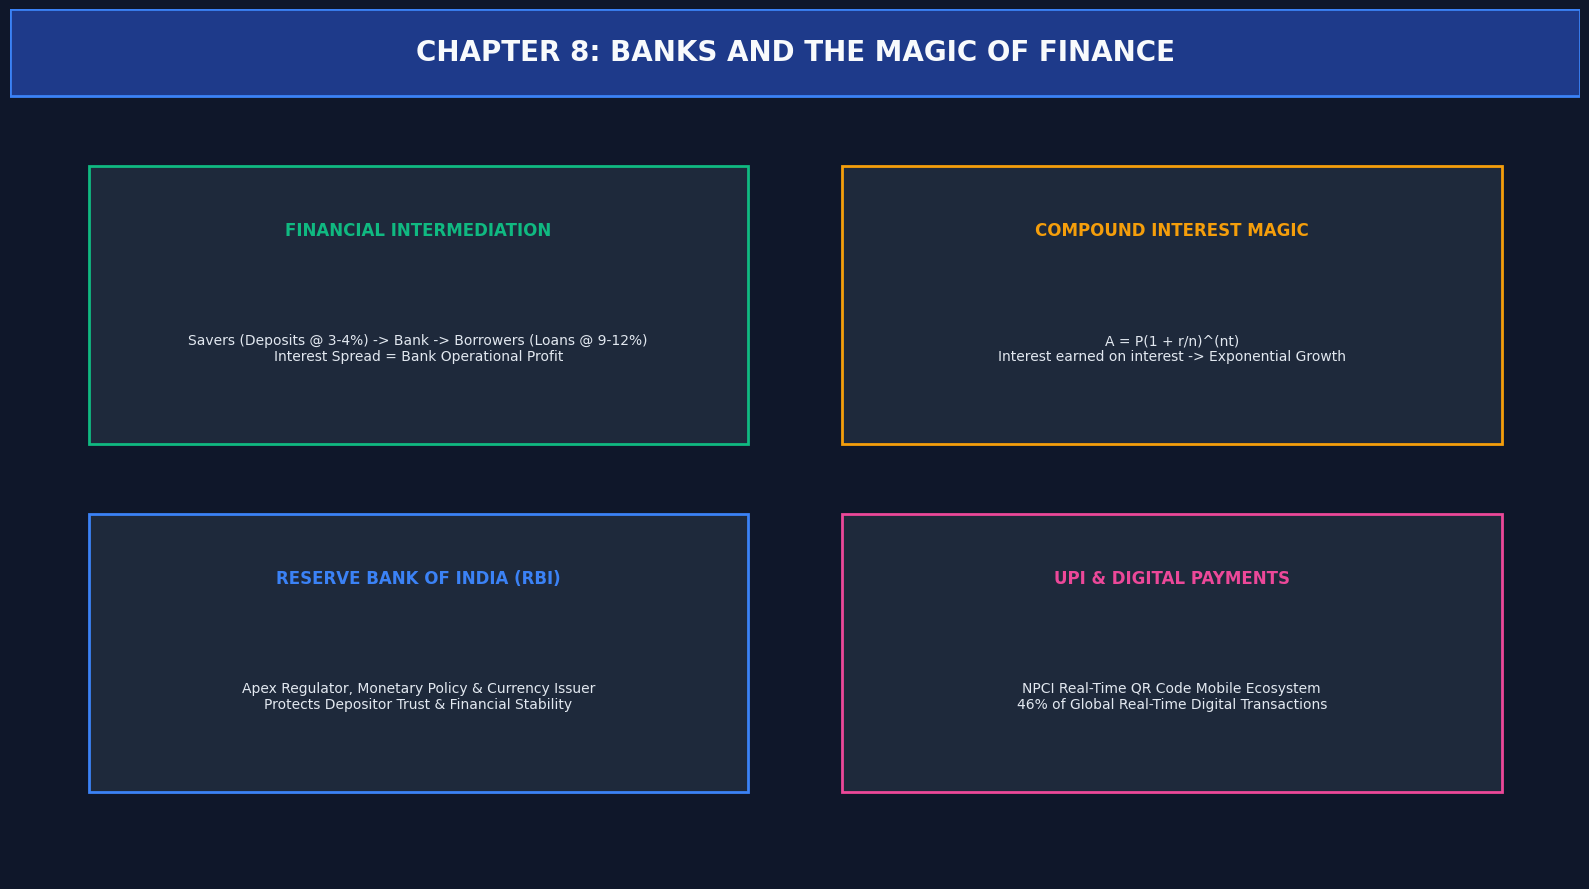 CHAPTER 8: BANKS AND THE MAGIC OF FINANCE
FINANCIAL INTERMEDIATION
Savers (Deposits @ 3-4%) -> Bank -> Borrowers (Loans @ 9-12%)
Interest Spread = Bank Operational Profit
COMPOUND INTEREST MAGIC
A = P(1 + r/n)^(nt)
Interest earned on interest -> Exponential Growth
RESERVE BANK OF INDIA (RBI)
Apex Regulator, Monetary Policy & Currency Issuer
Protects Depositor Trust & Financial Stability
UPI & DIGITAL PAYMENTS
NPCI Real-Time QR Code Mobile Ecosystem
46% of Global Real-Time Digital Transactions